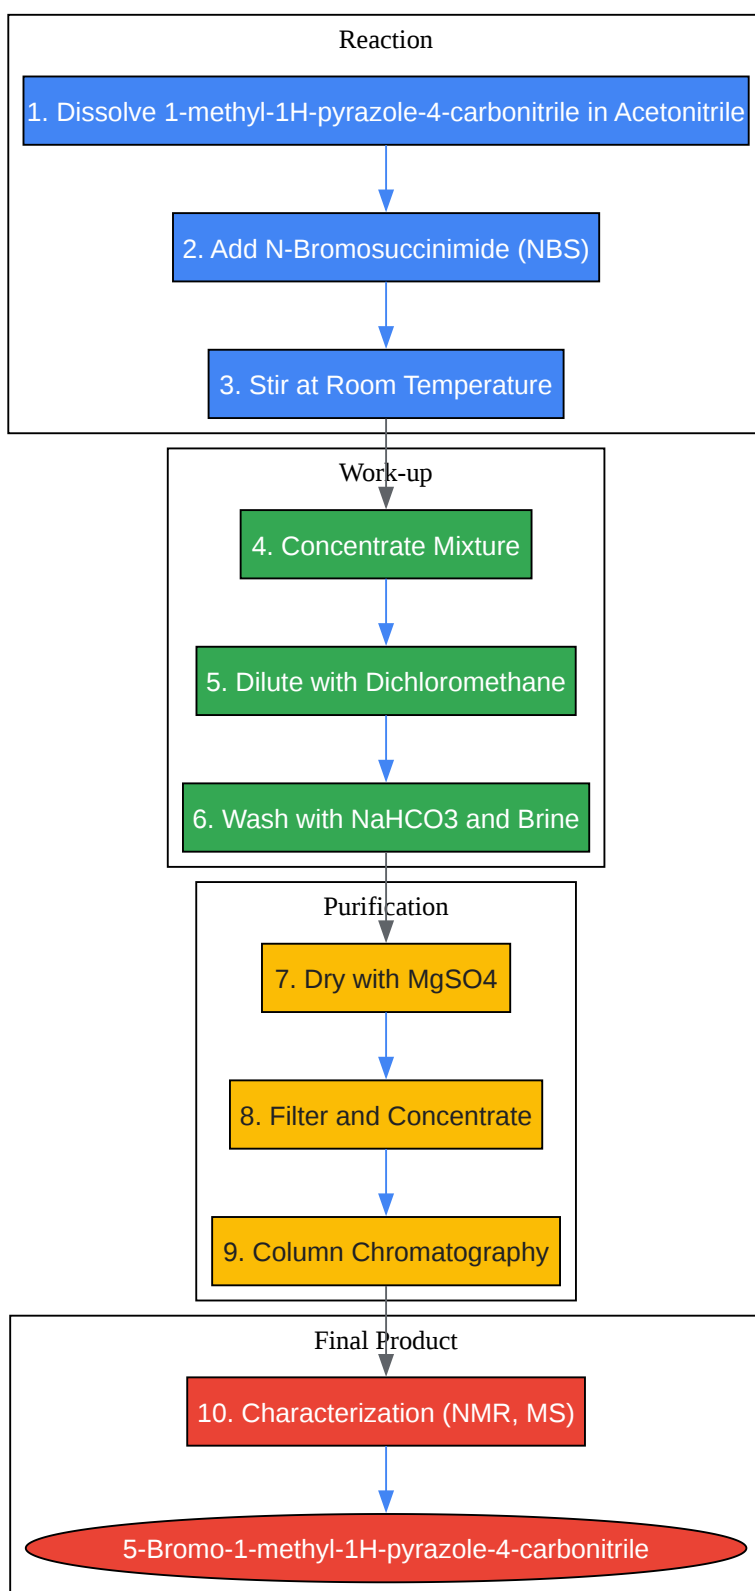 Reaction
1. Dissolve 1-methyl-1H-pyrazole-4-carbonitrile in Acetonitrile
2. Add N-Bromosuccinimide (NBS)
3. Stir at Room Temperature
Work-up
4. Concentrate Mixture
5. Dilute with Dichloromethane
6. Wash with NaHCO3 and Brine
Purification
7. Dry with MgSO4
8. Filter and Concentrate
9. Column Chromatography
Final Product
10. Characterization (NMR, MS)
5-Bromo-1-methyl-1H-pyrazole-4-carbonitrile